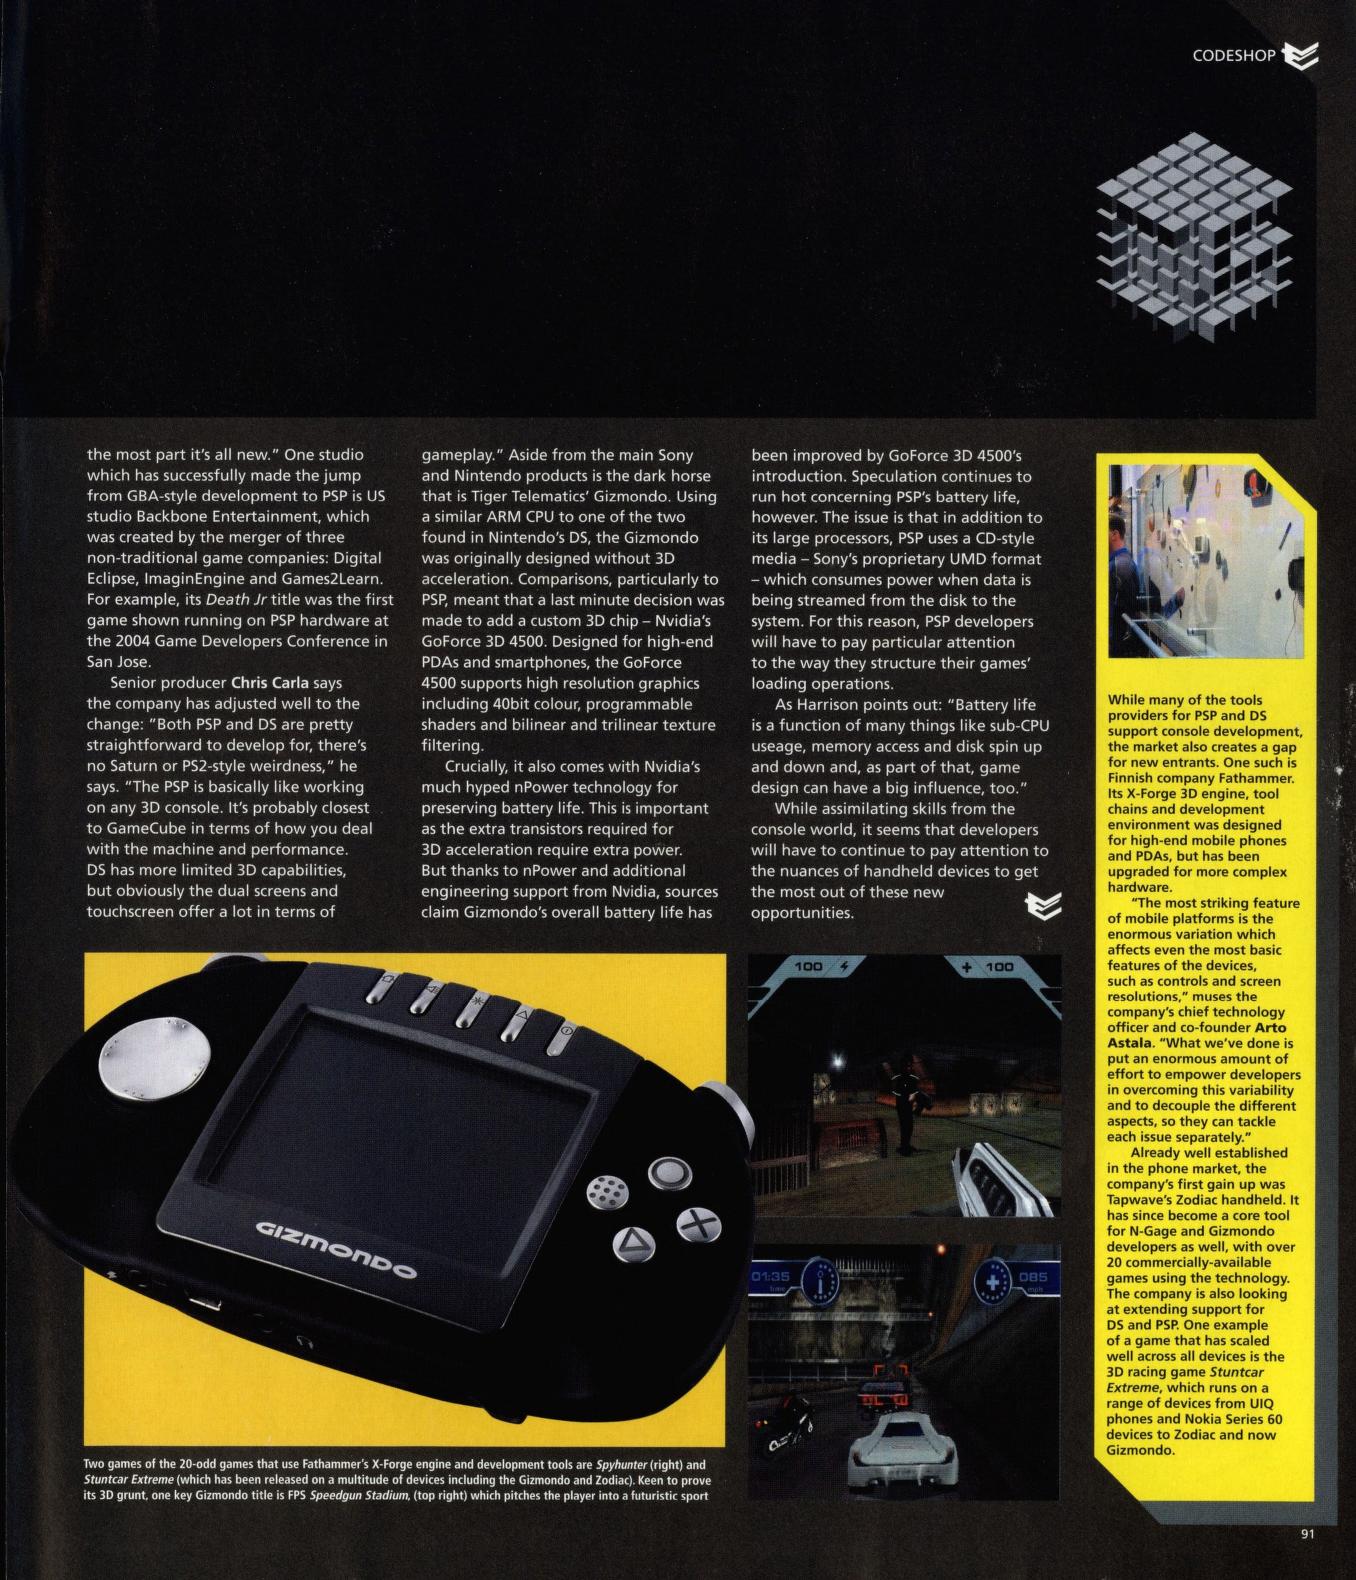 CODESHOP
the most part it's all new." One studio
which has successfully made the jump
from GBA-style development to PSP is US
studio Backbone Entertainment, which
was created by the merger of three
non-traditional game companies: Digital
Eclipse, ImaginEngine and Games2Learn.
For example, its Death Jr title was the first
game shown running on PSP hardware at
the 2004 Game Developers Conference in
San Jose.
Senior producer Chris Carla says
the company has adjusted well to the
change: "Both PSP and DS are pretty
straightforward to develop for, there's
no Saturn or PS2-style weirdness," he
says. "The PSP is basically like working
on any 3D console. It's probably closest
to GameCube in terms of how you deal
with the machine and performance.
DS has more limited 3D capabilities,
but obviously the dual screens and
touchscreen offer a lot in terms of
gameplay." Aside from the main Sony
and Nintendo products is the dark horse
that is Tiger Telematics' Gizmondo. Using
a similar ARM CPU to one of the two
found in Nintendo's DS, the Gizmondo
was originally designed without 3D
acceleration. Comparisons, particularly to
PSP, meant that a last minute decision was
made to add a custom 3D chip – Nvidia's
GoForce 3D 4500. Designed for high-end
PDAs and smartphones, the GoForce
4500 supports high resolution graphics
including 40bit colour, programmable
shaders and bilinear and trilinear texture
filtering.
Crucially, it also comes with Nvidia's
much hyped nPower technology for
preserving battery life. This is important
as the extra transistors required for
3D acceleration require extra power.
But thanks to nPower and additional
engineering support from Nvidia, sources
claim Gizmondo's overall battery life has
been improved by GoForce 3D 4500's
introduction. Speculation continues to
run hot concerning PSP's battery life,
however. The issue is that in addition to
its large processors, PSP uses a CD-style
media – Sony's proprietary UMD format
– which consumes power when data is
being streamed from the disk to the
system. For this reason, PSP developers
will have to pay particular attention
to the way they structure their games'
loading operations.
As Harrison points out: "Battery life
is a function of many things like sub-CPU
useage, memory access and disk spin up
and down and, as part of that, game
design can have a big influence, too."
While assimilating skills from the
console world, it seems that developers
will have to continue to pay attention to
the nuances of handheld devices to get
the most out of these new
opportunities.
While many of the tools
providers for PSP and DS
support console development,
the market also creates a gap
for new entrants. One such is
Finnish company Fathammer.
Its X-Forge 3D engine, tool
chains and development
environment was designed
for high-end mobile phones
and PDAs, but has been
upgraded for more complex
hardware.
"The most striking feature
of mobile platforms is the
enormous variation which
affects even the most basic
features of the devices,
such as controls and screen
resolutions," muses the
company's chief technology
officer and co-founder Arto
Astala. "What we've done is
put an enormous amount of
effort to empower developers
in overcoming this variability
and to decouple the different
aspects, so they can tackle
each issue separately."
Already well established
in the phone market, the
company's first gain up was
Tapwave's Zodiac handheld. It
has since become a core tool
for N-Gage and Gizmondo
developers as well, with over
20 commercially-available
games using the technology.
The company is also looking
at extending support for
DS and PSP. One example
of a game that has scaled
well across all devices is the
3D racing game Stuntcar
Extreme, which runs on a
range of devices from UIQ
phones and Nokia Series 60
devices to Zodiac and now
Gizmondo.
GIZMONDO
100
100
01:35
time
085
mph
Two games of the 20-odd games that use Fathammer's X-Forge engine and development tools are Spyhunter (right) and
Stuntcar Extreme (which has been released on a multitude of devices including the Gizmondo and Zodiac). Keen to prove
its 3D grunt, one key Gizmondo title is FPS Speedgun Stadium, (top right) which pitches the player into a futuristic sport
91